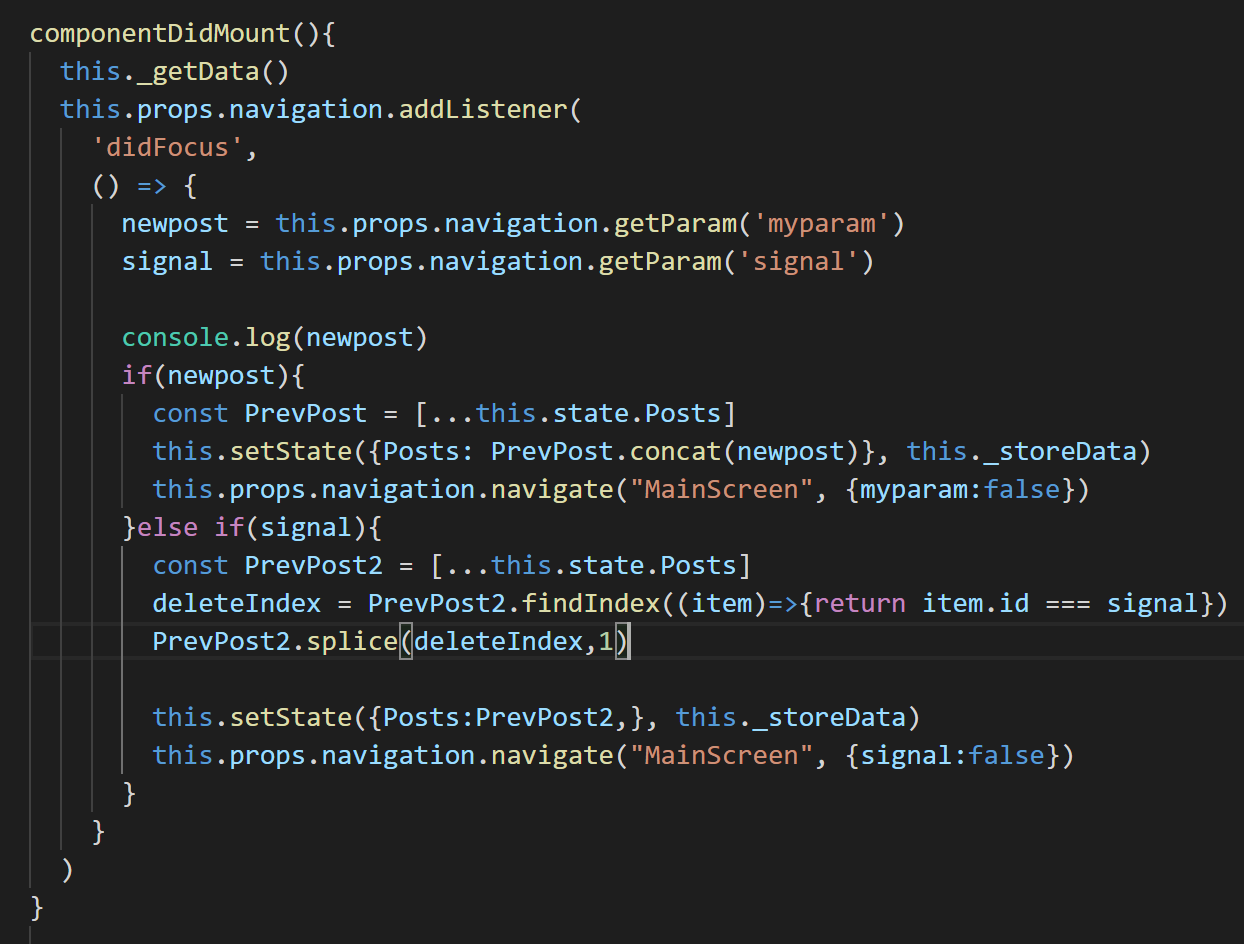 componentDidMount(){
this._getData()
this.props.navigation.addListener(
'didFocus',
() => {
newpost = this.props.navigation.getParam('myparam')
signal = this.props.navigation.getParam('signal')
console.log(newpost)
if(newpost){
const PrevPost = [...this.state.Posts]
this.setState({Posts: PrevPost.concat(newpost)}, this._storeData)
this.props.navigation.navigate("MainScreen", {myparam:false})
}else if(signal){
const PrevPost2 = [...this.state.Posts]
deleteIndex = PrevPost2.findIndex((item)=>{return item.id === signal})
PrevPost2.splice(deleteIndex,1)
this.setState({Posts:PrevPost2,}, this._storeData)
this.props.navigation.navigate("MainScreen", {signal:false})
}
}
)
}